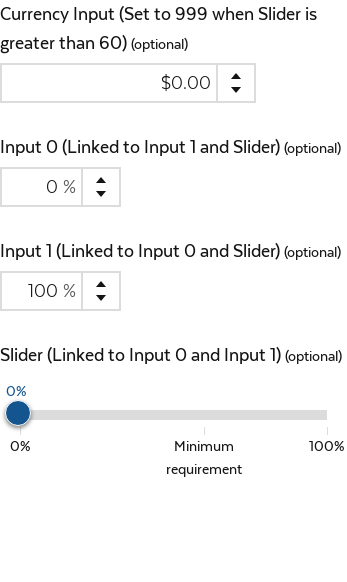 Currency Input (Set to 999 when Slider is
greater than 60) (optional)
$0.00
Input 0 (Linked to Input 1 and Slider) (optional)
0 %
Input 1 (Linked to Input 0 and Slider) (optional)
100 %
Slider (Linked to Input 0 and Input 1) (optional)
0%
0% Minimum 100%
requirement